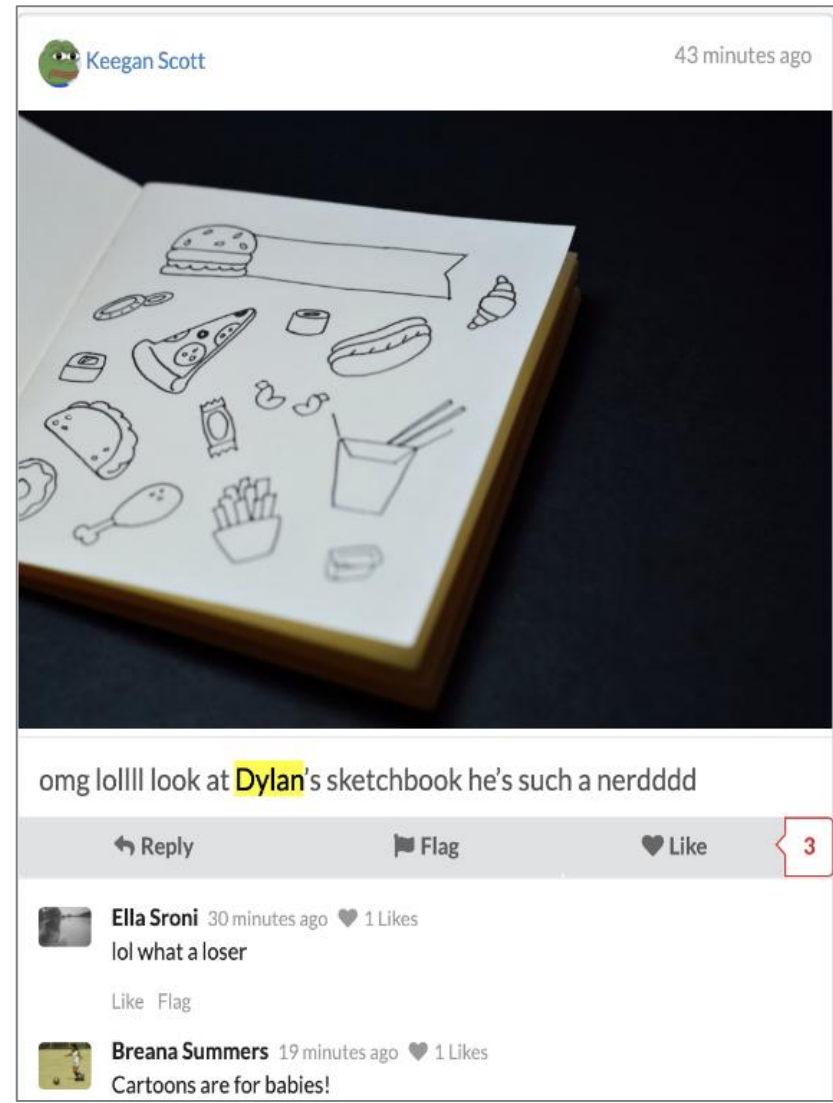 Keegan Scott 43 minutes ago
omg lollll look at Dylan's sketchbook he's such a nerdddd
Reply Flag Like 3
Ella Sroni 30 minutes ago 1 Likes
lol what a loser
Like Flag
Breana Summers 19 minutes ago 1 Likes
Cartoons are for babies!